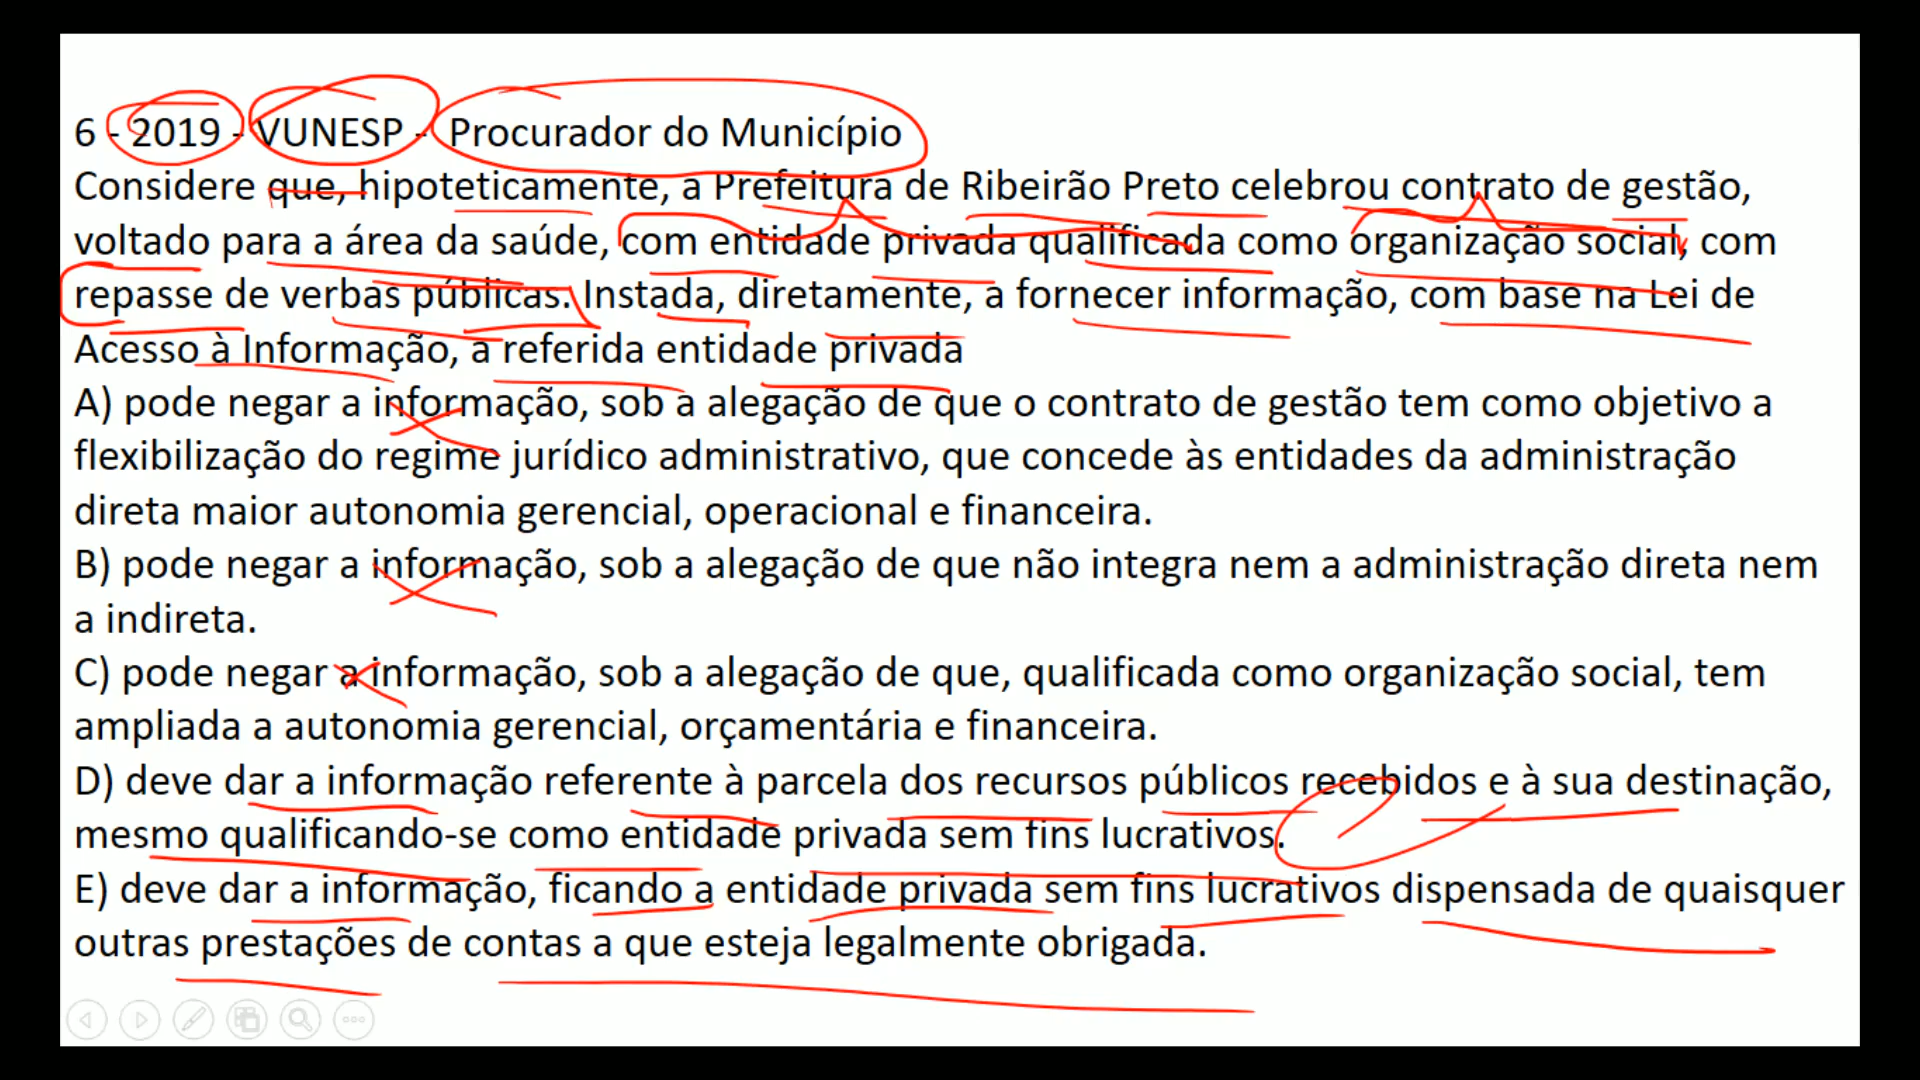 6 - 2019 - VUNESP - Procurador do Município
Considere que, hipoteticamente, a Prefeitura de Ribeirão Preto celebrou contrato de gestão,
voltado para a área da saúde, com entidade privada qualificada como organização social, com
repasse de verbas públicas. Instada, diretamente, a fornecer informação, com base na Lei de
Acesso à Informação, a referida entidade privada
A) pode negar a informação, sob a alegação de que o contrato de gestão tem como objetivo a
flexibilização do regime jurídico administrativo, que concede às entidades da administração
direta maior autonomia gerencial, operacional e financeira.
B) pode negar a informação, sob a alegação de que não integra nem a administração direta nem
a indireta.
C) pode negar a informação, sob a alegação de que, qualificada como organização social, tem
ampliada a autonomia gerencial, orçamentária e financeira.
D) deve dar a informação referente à parcela dos recursos públicos recebidos e à sua destinação,
mesmo qualificando-se como entidade privada sem fins lucrativos.
E) deve dar a informação, ficando a entidade privada sem fins lucrativos dispensada de quaisquer
outras prestações de contas a que esteja legalmente obrigada.